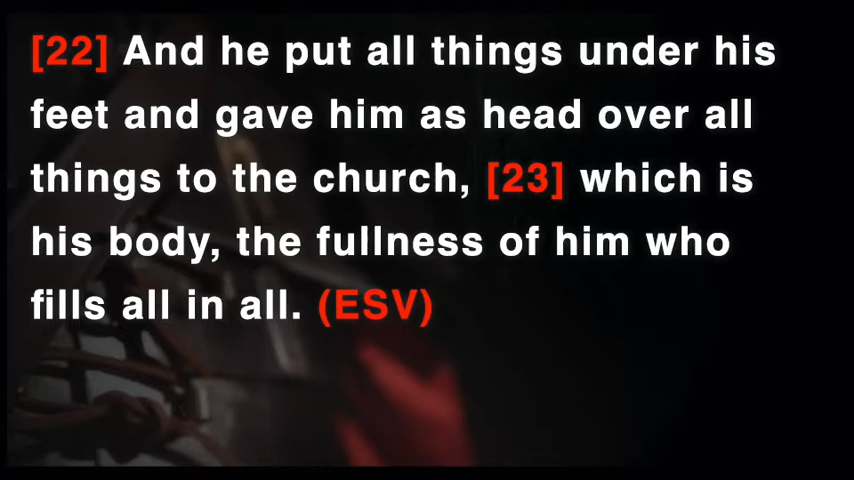 [22] And he put all things under his
feet and gave him as head over all
things to the church, [23] which is
his body, the fullness of him who
fills all in all. (ESV)